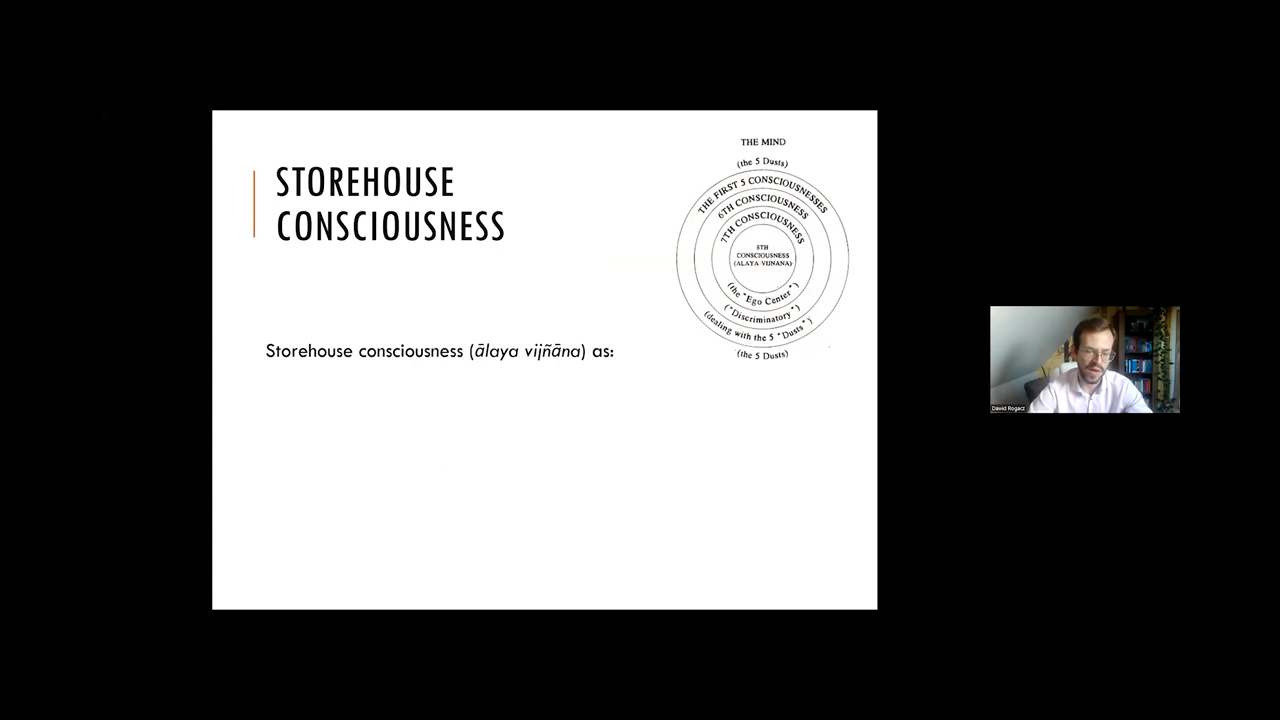 STOREHOUSE
CONSCIOUSNESS
THE MIND
(the 5 Dusts)
THE FIRST 5 CONSCIOUSNESSES
6TH CONSCIOUSNESS
7TH CONSCIOUSNESS
8TH
CONSCIOUSNESS
(ALAYA VIJNANA)
(the "Ego Center")
("Discriminatory")
(dealing with the 5 "Dusts")
(the 5 Dusts)
Storehouse consciousness (ālaya vijñāna) as:
Dawid Rogacz